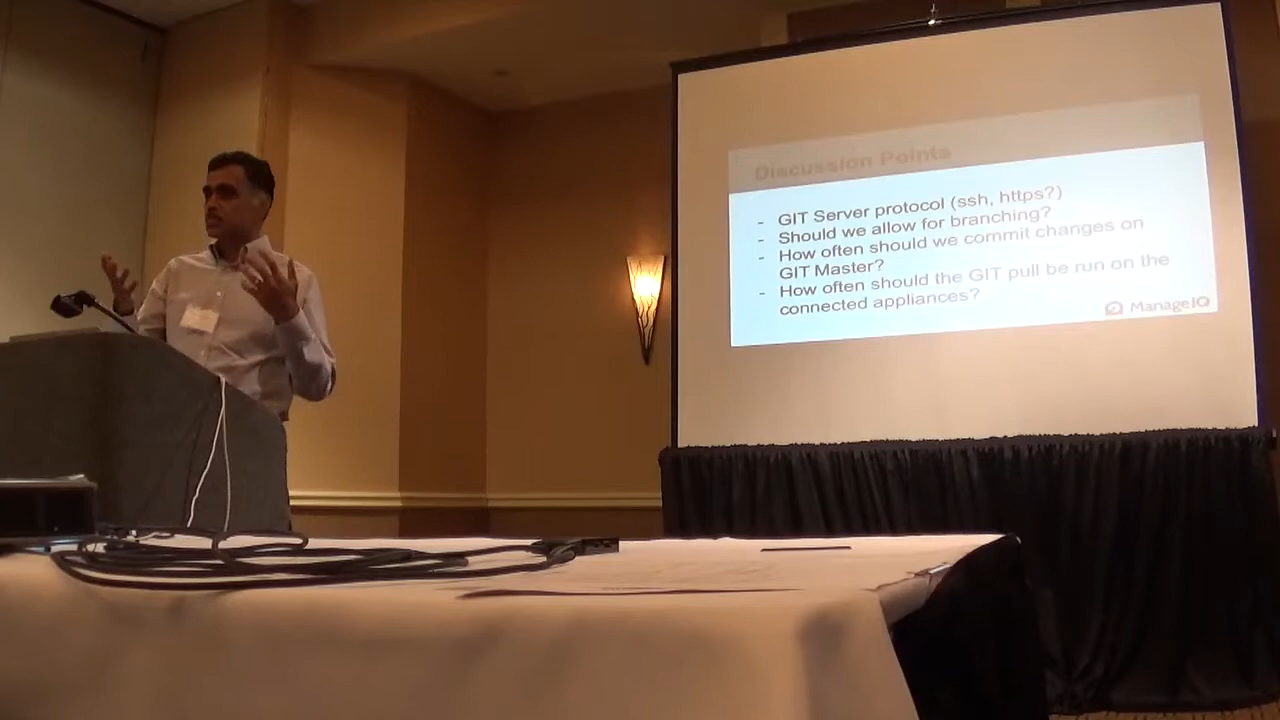 Discussion Points
- GIT Server protocol (ssh, https?)
- Should we allow for branching?
- How often should we commit changes on
GIT Master?
- How often should the GIT pull be run on the
connected appliances?
ManageIQ